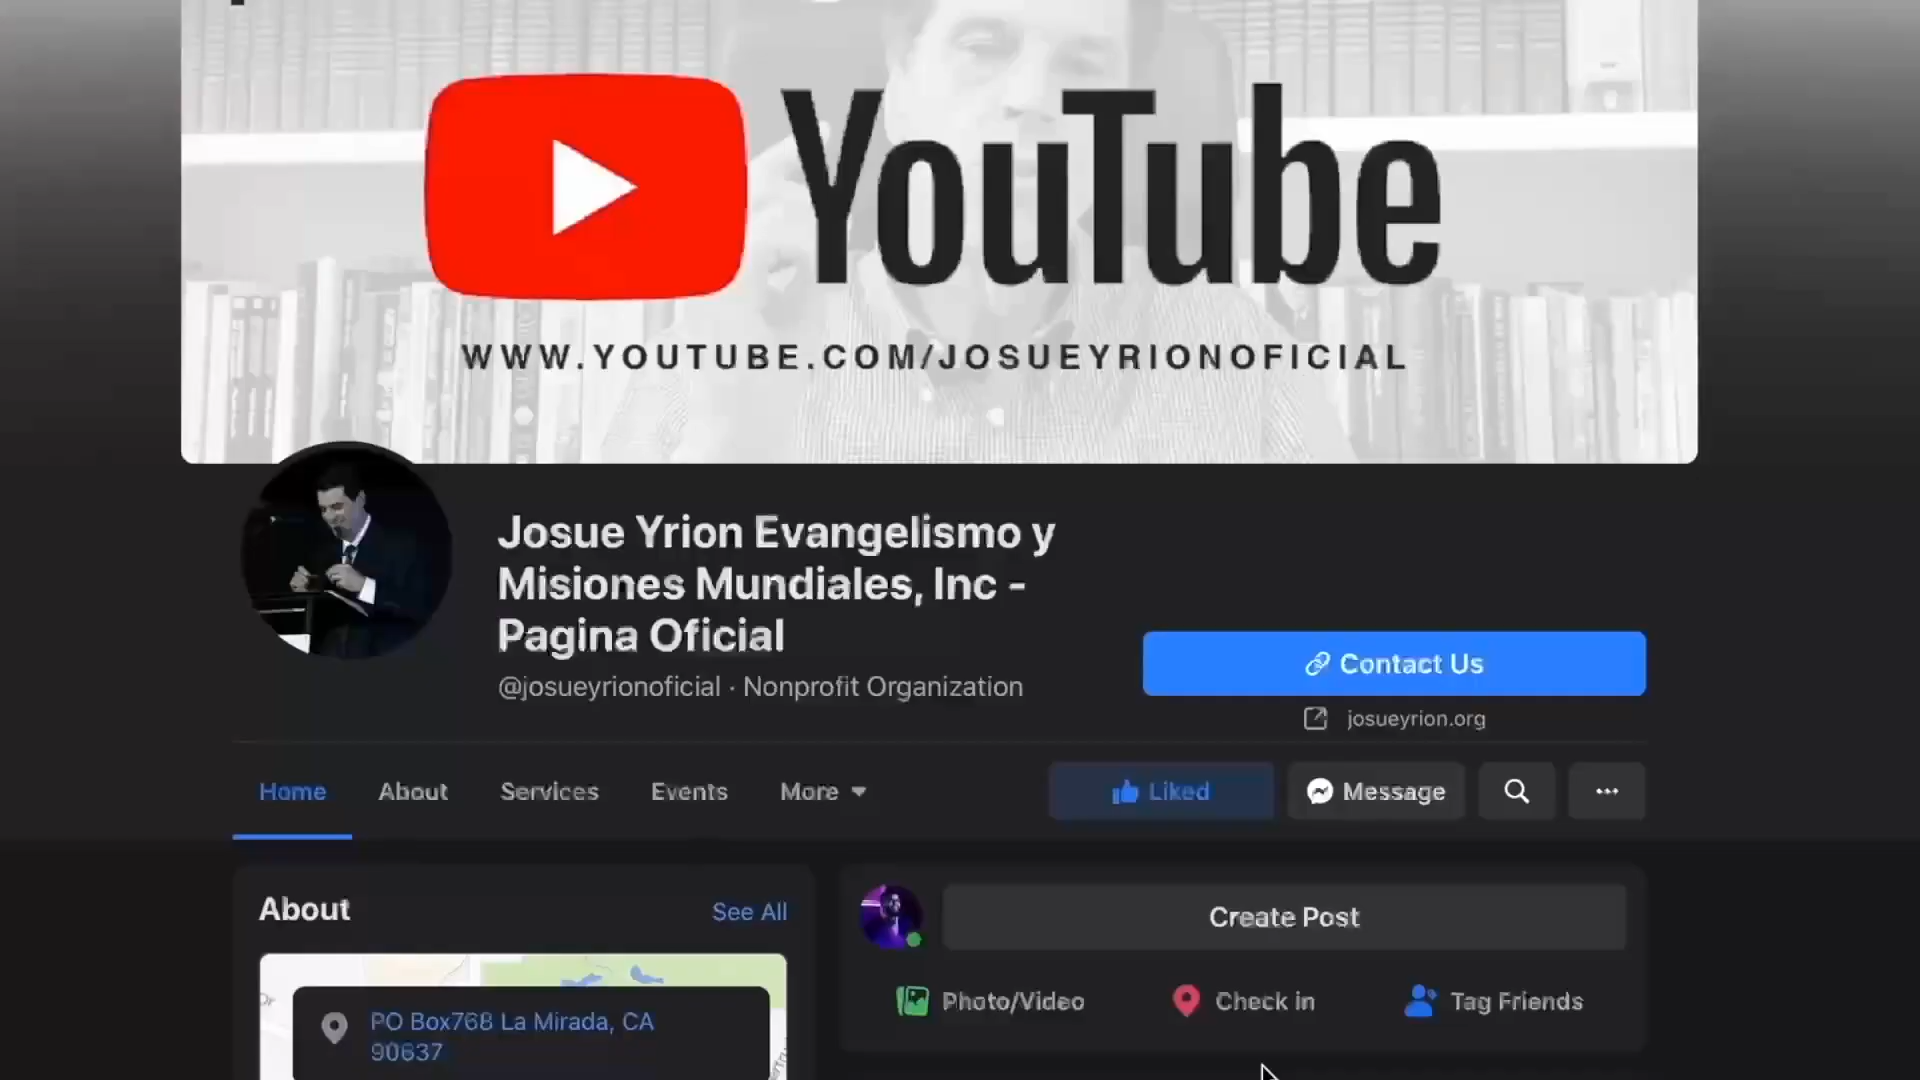 YouTube
WWW.YOUTUBE.COM/JOSUEYRIONOFICIAL
Josue Yrion Evangelismo y
Misiones Mundiales, Inc -
Pagina Oficial
@josueyrionoficial · Nonprofit Organization
Contact Us
josueyrion.org
Home About Services Events More
Liked Message
About See All
Create Post
PO Box768 La Mirada, CA
90637
Photo/Video Check in Tag Friends